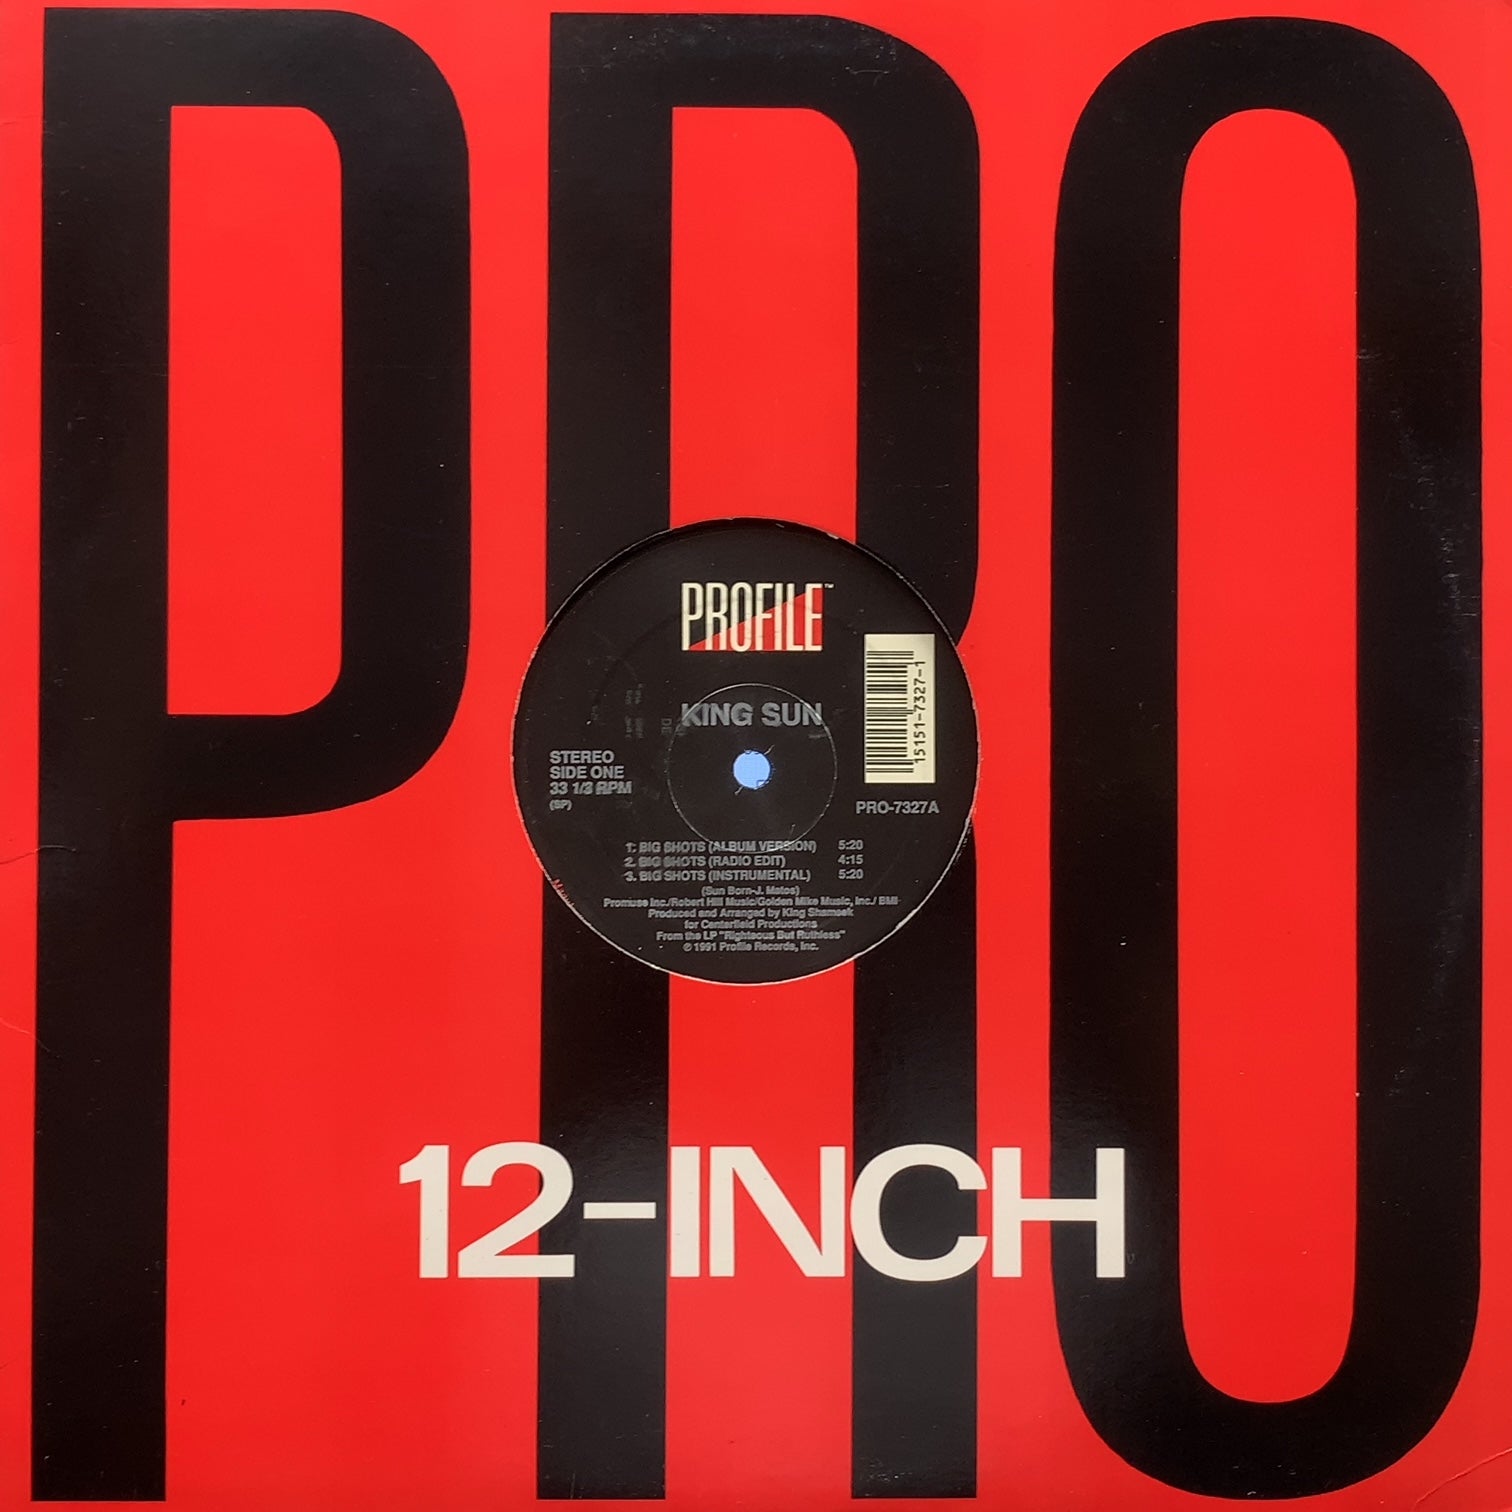 PRO
PROFILE™
KING SUN
STEREO
SIDE ONE
33 1/3 RPM
(SP)
15151-7327-1
PRO-7327A
1. BIG SHOTS (ALBUM VERSION) 5:20
2. BIG SHOTS (RADIO EDIT) 4:15
3. BIG SHOTS (INSTRUMENTAL) 5:20
(Sun Born-J. Matos)
Promuse Inc./Robert Hill Music/Golden Mike Music, Inc./ BMI
Produced and Arranged by King Shameek
for Centerfield Productions
From the LP "Righteous But Ruthless"
℗ 1991 Profile Records, Inc.
12-INCH